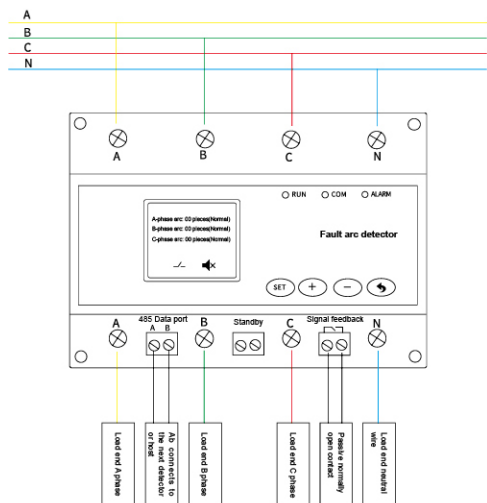 A
B
C
N
A
B
C
N
RUN
COM
ALARM
A-phase arc: 00 pieces(Normal)
B-phase arc: 00 pieces(Normal)
C-phase arc: 00 pieces(Normal)
Fault arc detector
SET
+
−
A
485 Data port
A B
B
Standby
C
Signal feedback
N
Load end A phase
Ab connects to
the next detector
or host
Load end B phase
Load end C phase
Passive normally
open contact
Load end neutral
wire